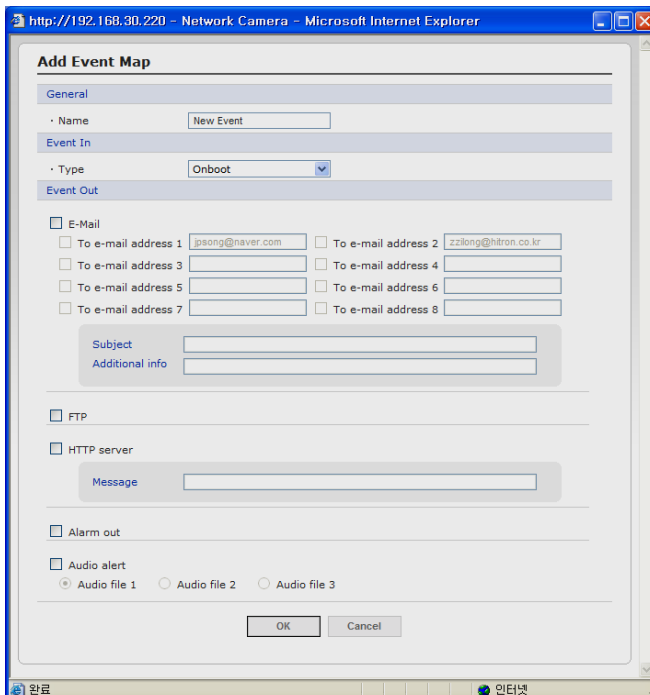 http://192.168.30.220 - Network Camera - Microsoft Internet Explorer
Add Event Map
General
· Name New Event
Event In
· Type Onboot
Event Out
E-Mail
To e-mail address 1 jpsong@naver.com To e-mail address 2 zzilong@hitron.co.kr
To e-mail address 3 To e-mail address 4
To e-mail address 5 To e-mail address 6
To e-mail address 7 To e-mail address 8
Subject
Additional info
FTP
HTTP server
Message
Alarm out
Audio alert
Audio file 1 Audio file 2 Audio file 3
OK Cancel
완료 인터넷